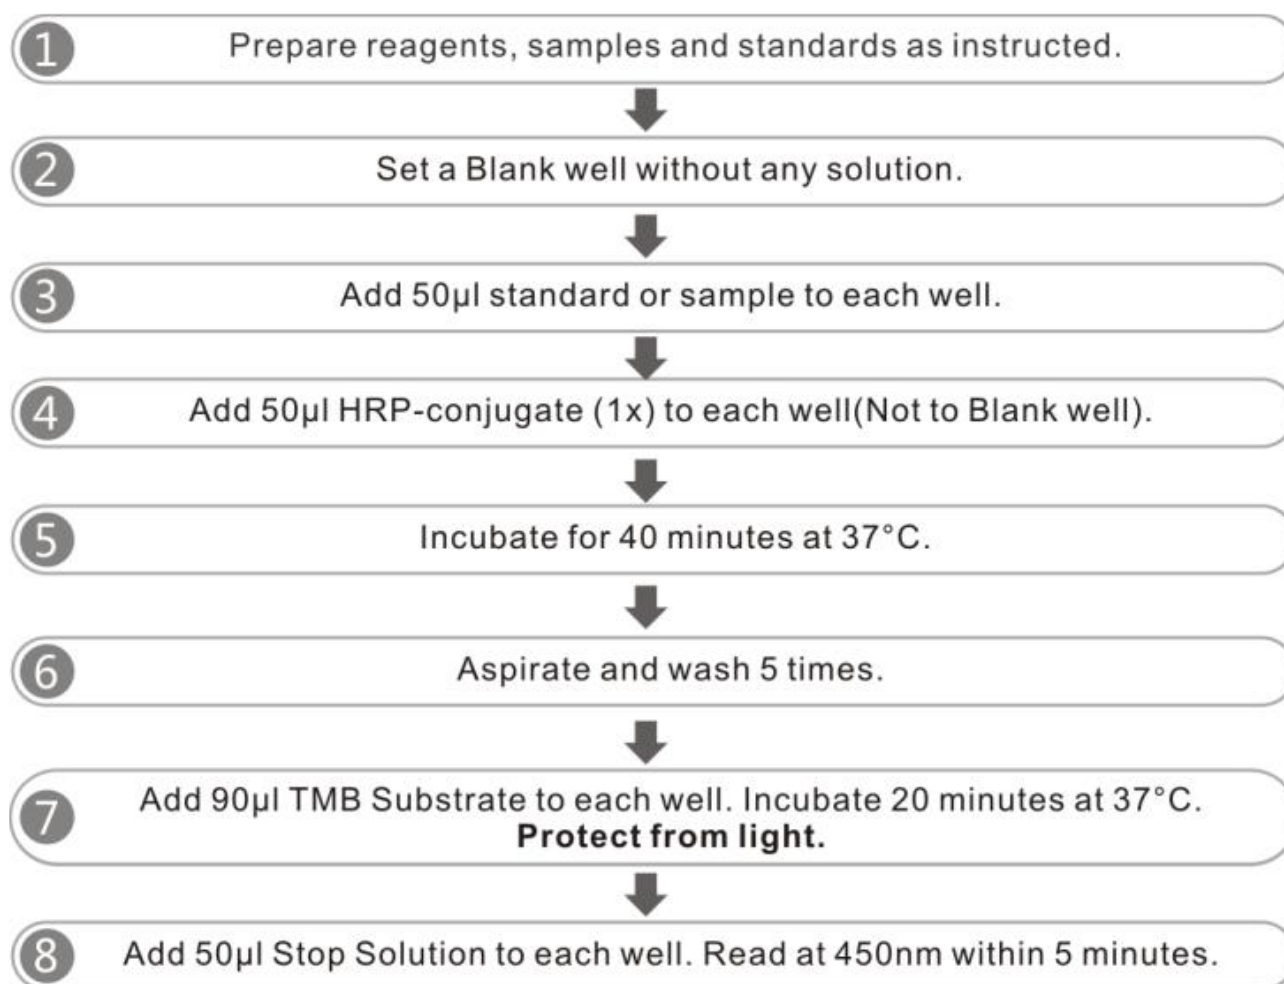 1 Prepare reagents, samples and standards as instructed.
2 Set a Blank well without any solution.
3 Add 50μl standard or sample to each well.
4 Add 50μl HRP-conjugate (1x) to each well(Not to Blank well).
5 Incubate for 40 minutes at 37°C.
6 Aspirate and wash 5 times.
7 Add 90μl TMB Substrate to each well. Incubate 20 minutes at 37°C.
Protect from light.
8 Add 50μl Stop Solution to each well. Read at 450nm within 5 minutes.